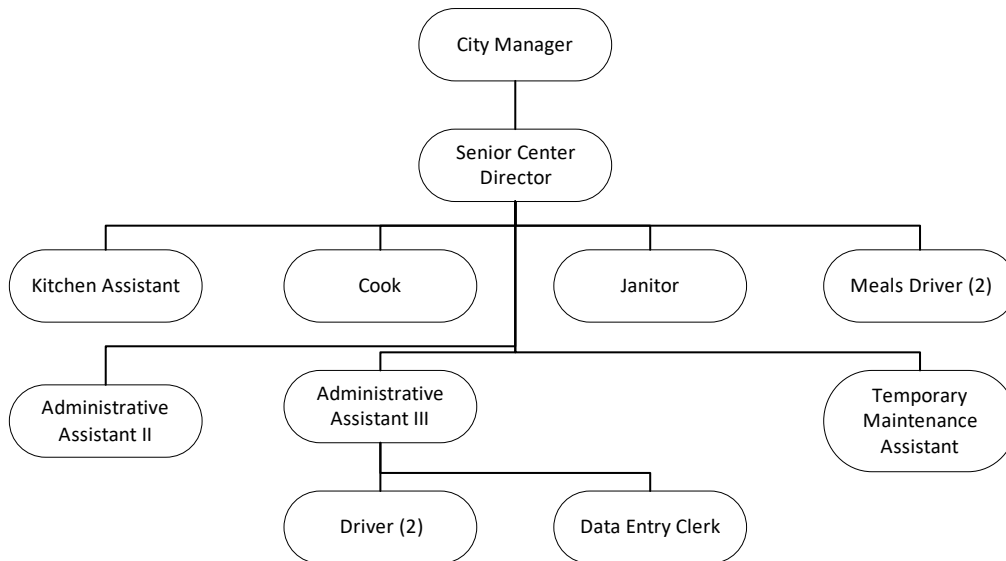 City Manager
Senior Center
Director
Kitchen Assistant
Cook
Janitor
Meals Driver (2)
Administrative
Assistant II
Administrative
Assistant III
Temporary
Maintenance
Assistant
Driver (2)
Data Entry Clerk